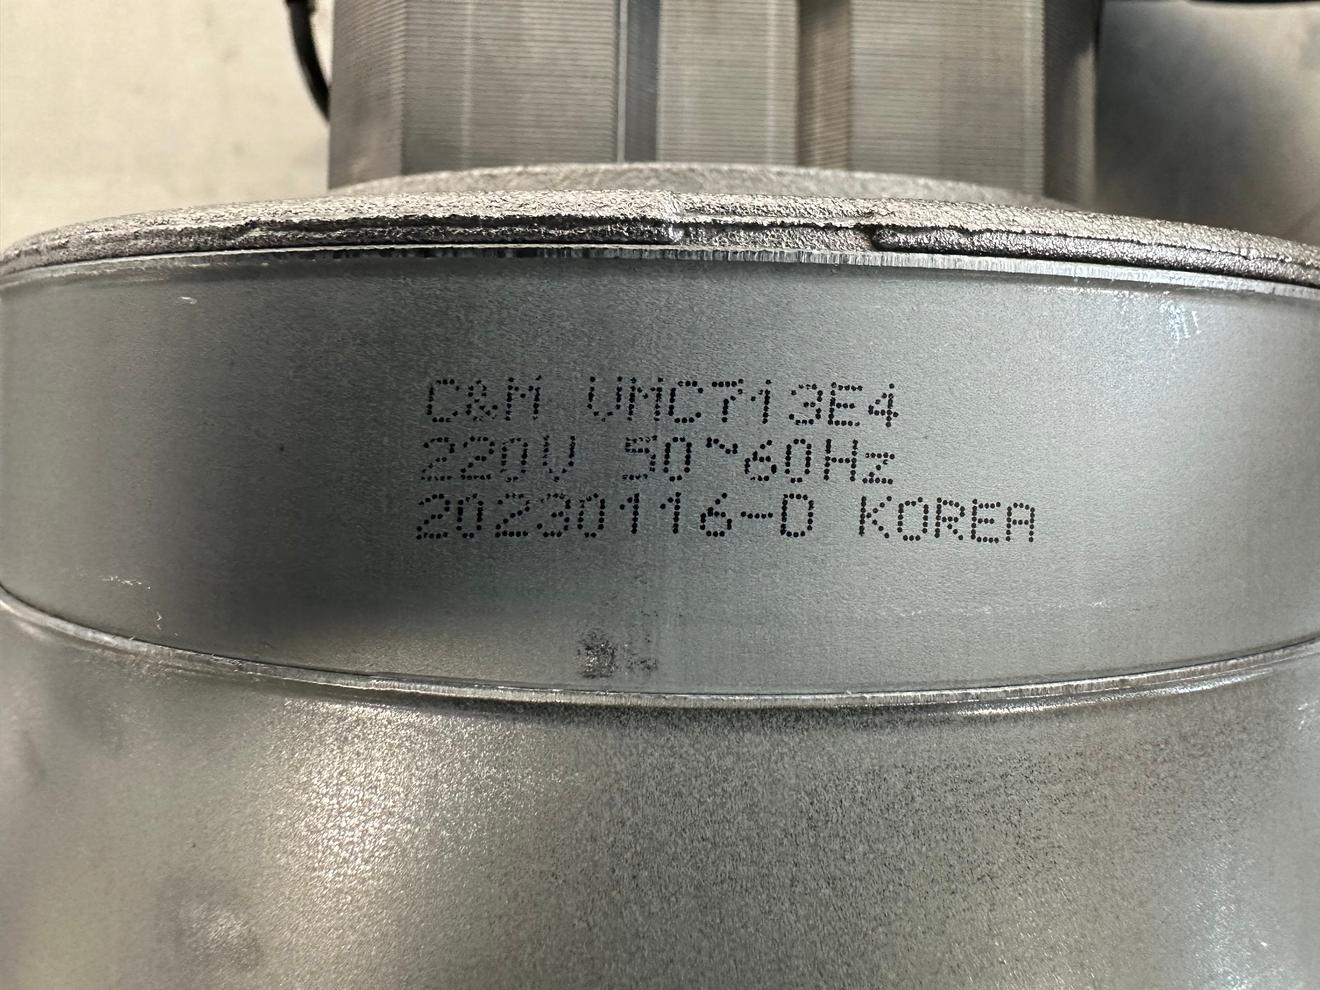 C&M VMC713E4
220V 50~60Hz
20230116-D KOREA